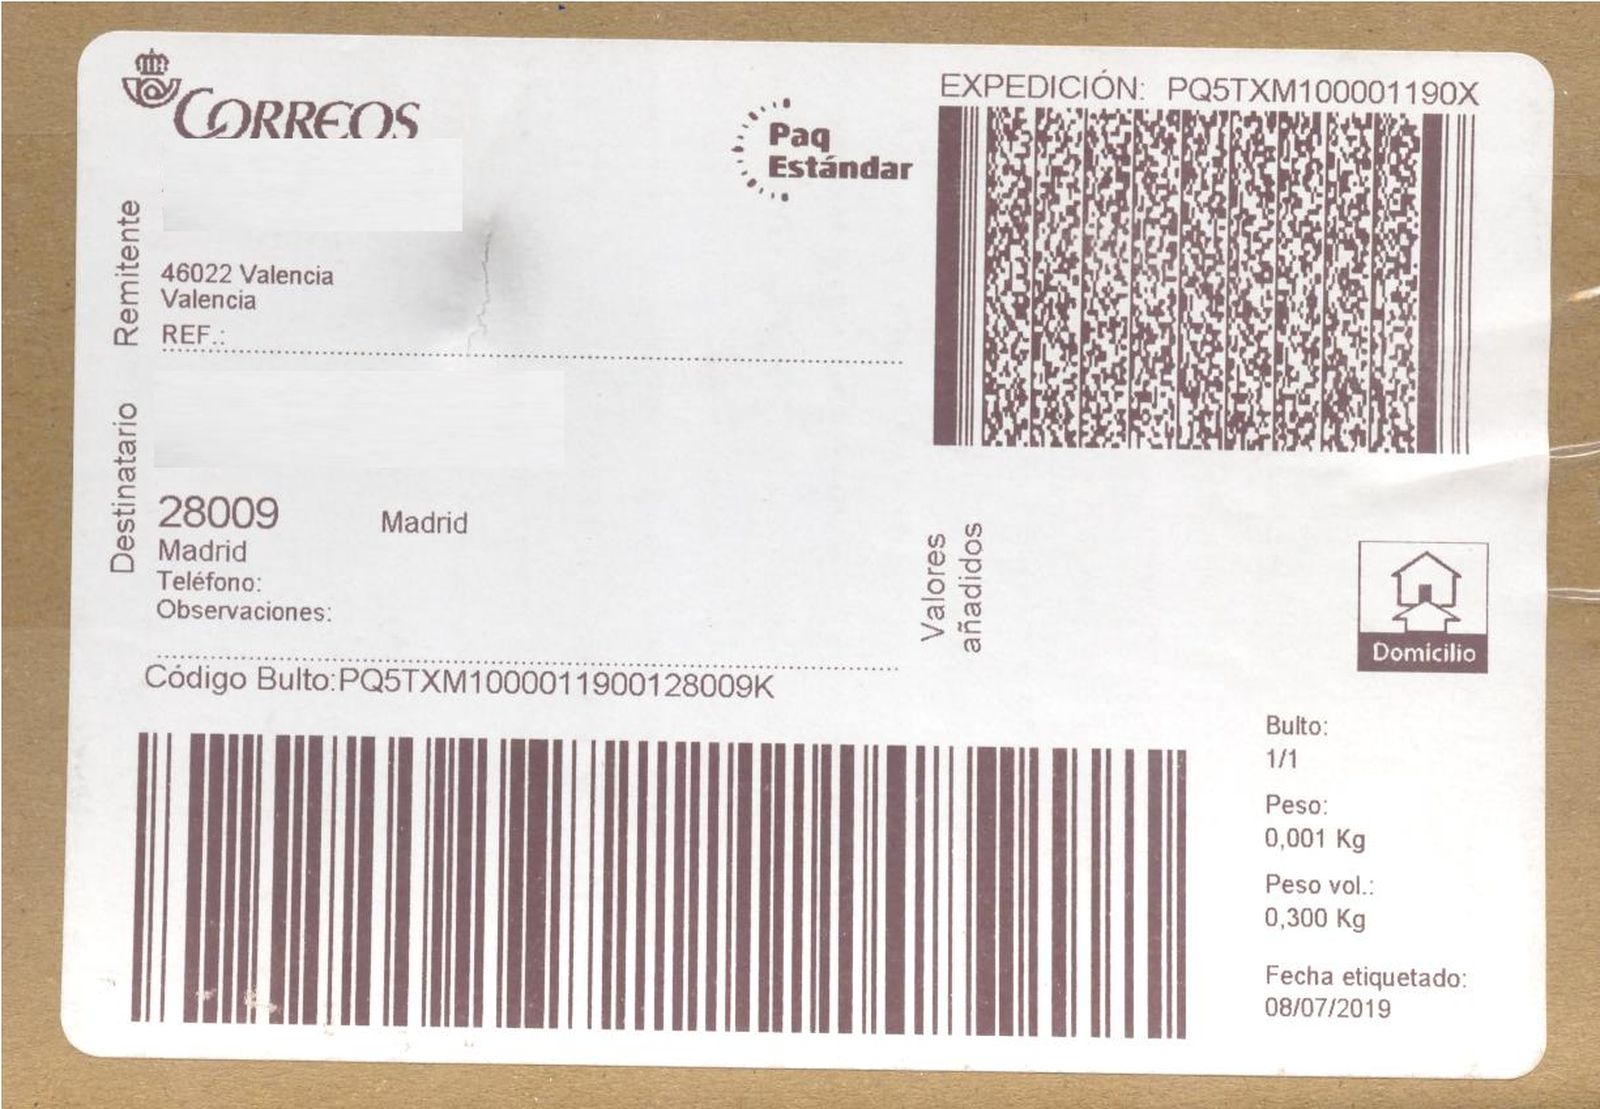 CORREOS
Paq
Estándar
EXPEDICIÓN: PQ5TXM100001190X
Remitente
46022 Valencia
Valencia
REF.:
Destinatario
28009 Madrid
Madrid
Teléfono:
Observaciones:
Valores
añadidos
Domicilio
Código Bulto:PQ5TXM1000011900128009K
Bulto:
1/1
Peso:
0,001 Kg
Peso vol.:
0,300 Kg
Fecha etiquetado:
08/07/2019